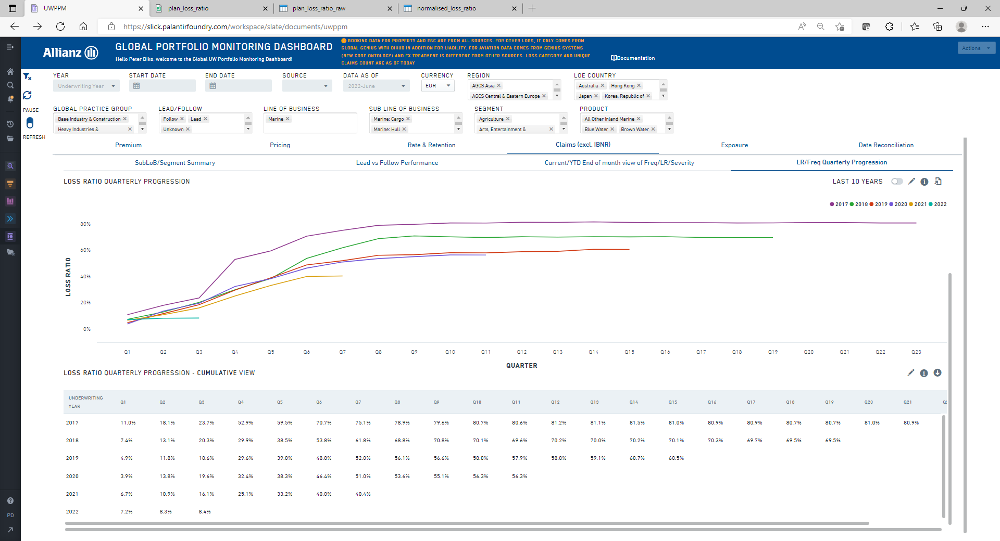 UWPPM
plan_loss_ratio
plan_loss_ratio_raw
normalised_loss_ratio
https://slick.palantirfoundry.com/workspace/slate/documents/uwppm
Allianz
GLOBAL PORTFOLIO MONITORING DASHBOARD
Hello Peter Diko, welcome to the Global UW Portfolio Monitoring Dashboard!
BOOKING DATA FOR PROPERTY AND E&C ARE FROM ALL SOURCES. FOR OTHER LOBS, IT ONLY COMES FROM
GLOBAL GENIUS WITH BIHUB IN ADDITION FOR LIABILITY. FOR AVIATION DATA COMES FROM GENIUS SYSTEMS
(NEW CORE ONTOLOGY) AND FX TREATMENT IS DIFFERENT FROM OTHER SOURCES. LOSS CATEGORY AND UNIQUE
CLAIMS COUNT ARE AS OF TODAY
Documentation
Actions
YEAR START DATE END DATE SOURCE DATA AS OF CURRENCY REGION LOE COUNTRY
Underwriting Year 2022-June EUR AGCS Asia Australia Hong Kong
AGCS Central & Eastern Europe Japan Korea, Republic of
PAUSE
REFRESH
GLOBAL PRACTICE GROUP LEAD/FOLLOW LINE OF BUSINESS SUB LINE OF BUSINESS SEGMENT PRODUCT
Base Industry & Construction Follow Lead Marine Marine: Cargo Agriculture All Other Inland Marine
Heavy Industries & Unknown Marine: Hull Arts, Entertainment & Blue Water Brown Water
Premium Pricing Rate & Retention Claims (excl. IBNR) Exposure Data Reconciliation
SubLoB/Segment Summary Lead vs Follow Performance Current/YTD End of month view of Freq/LR/Severity LR/Freq Quarterly Progression
LOSS RATIO QUARTERLY PROGRESSION
LAST 10 YEARS
2017 2018 2019 2020 2021 2022
80%
60%
40%
20%
0%
LOSS RATIO
Q1 Q2 Q3 Q4 Q5 Q6 Q7 Q8 Q9 Q10 Q11 Q12 Q13 Q14 Q15 Q16 Q17 Q18 Q19 Q20 Q21 Q22 Q23
QUARTER
LOSS RATIO QUARTERLY PROGRESSION - CUMULATIVE VIEW
UNDERWRITING
YEAR
Q1 Q2 Q3 Q4 Q5 Q6 Q7 Q8 Q9 Q10 Q11 Q12 Q13 Q14 Q15 Q16 Q17 Q18 Q19 Q20 Q21
2017 11.0% 18.1% 23.7% 52.9% 59.5% 70.7% 75.1% 78.9% 79.6% 80.7% 80.6% 81.2% 81.1% 81.5% 81.0% 80.9% 80.9% 80.7% 80.7% 81.0% 80.9%
2018 7.4% 13.1% 20.3% 29.9% 38.5% 53.8% 61.8% 68.8% 70.8% 70.1% 69.6% 70.2% 70.0% 70.2% 70.1% 70.3% 69.7% 69.5% 69.5%
2019 4.9% 11.8% 18.6% 29.6% 39.0% 48.8% 52.0% 56.1% 56.6% 58.0% 57.9% 58.8% 59.1% 60.7% 60.5%
2020 3.9% 13.8% 19.6% 32.4% 38.3% 46.4% 51.0% 53.6% 55.1% 56.3% 56.3%
2021 6.7% 10.9% 16.1% 25.1% 33.2% 40.0% 40.4%
2022 7.2% 8.3% 8.4%
PD